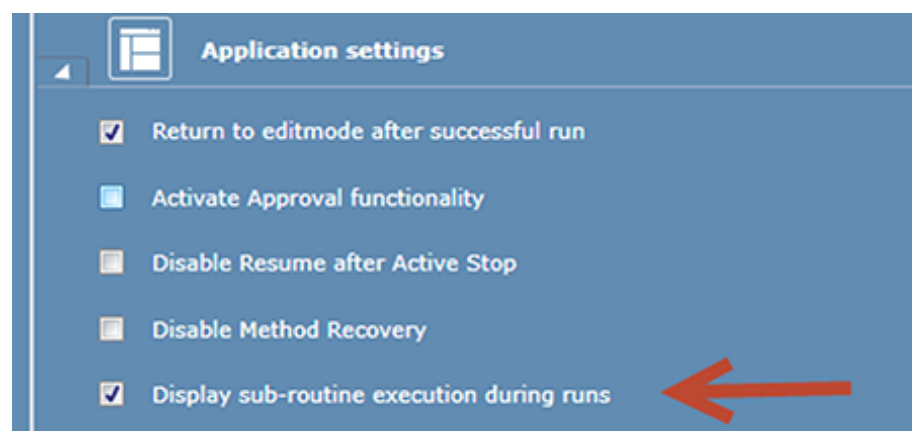 Application settings
Return to editmode after successful run
Activate Approval functionality
Disable Resume after Active Stop
Disable Method Recovery
Display sub-routine execution during runs